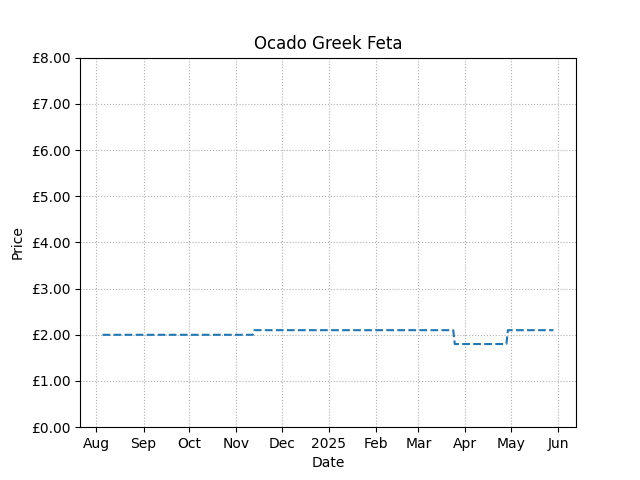 Ocado Greek Feta
£8.00
£7.00
£6.00
£5.00
£4.00
£3.00
£2.00
£1.00
£0.00
Price
Aug Sep Oct Nov Dec 2025 Feb Mar Apr May Jun
Date